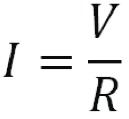 I = V/R